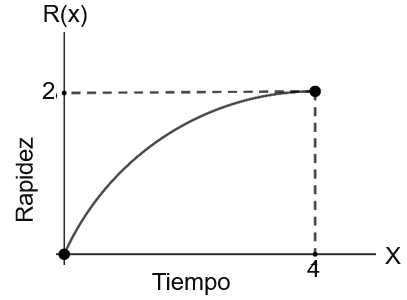 R(x)
2
Rapidez
4
X
Tiempo